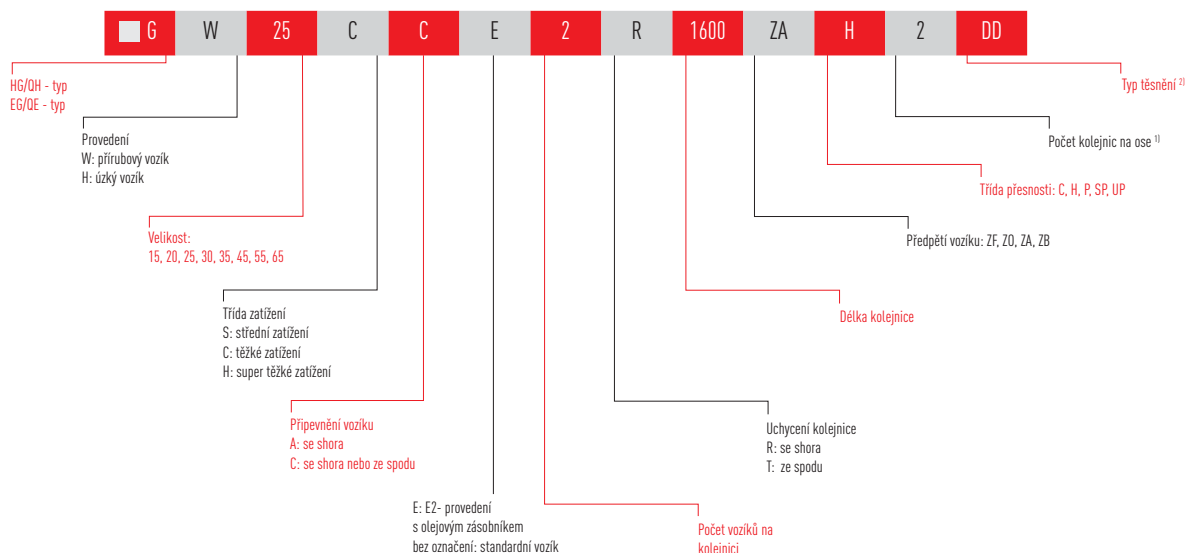 G W 25 C C E 2 R 1600 ZA H 2 DD
HG/QH - typ
EG/QE - typ
Typ těsnění 2)
Provedení
W: přírubový vozík
H: úzký vozík
Počet kolejnic na ose 1)
Třída přesnosti: C, H, P, SP, UP
Velikost:
15, 20, 25, 30, 35, 45, 55, 65
Předpětí vozíku: ZF, Z0, ZA, ZB
Třída zatížení
S: střední zatížení
C: těžké zatížení
H: super těžké zatížení
Délka kolejnice
Připevnění vozíku
A: se shora
C: se shora nebo ze spodu
Uchycení kolejnice
R: se shora
T: ze spodu
E: E2- provedení
s olejovým zásobníkem
bez označení: standardní vozík
Počet vozíků na
kolejnici